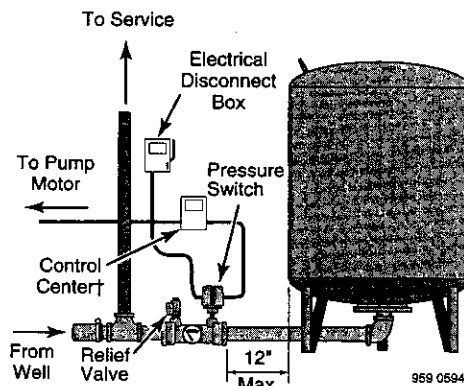 To Service
Electrical
Disconnect
Box
To Pump
Motor
Pressure
Switch
Control
Center†
From
Well
Relief
Valve
12"
Max
959 0594